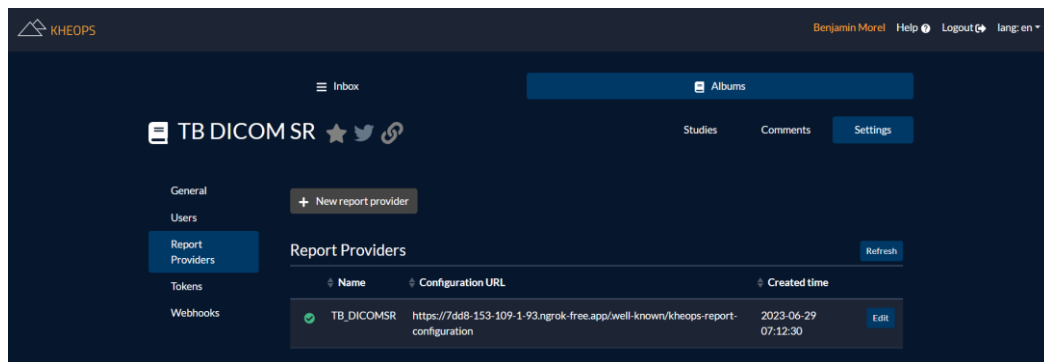 KHEOPS
Benjamin Morel Help Logout lang: en
Inbox
Albums
TB DICOM SR
Studies Comments Settings
General
Users
Report
Providers
Tokens
Webhooks
+ New report provider
Report Providers
Refresh
Name Configuration URL Created time
TB_DICOMSR https://7dd8-153-109-1-93.ngrok-free.app/.well-known/kheops-report-
configuration 2023-06-29
07:12:30
Edit